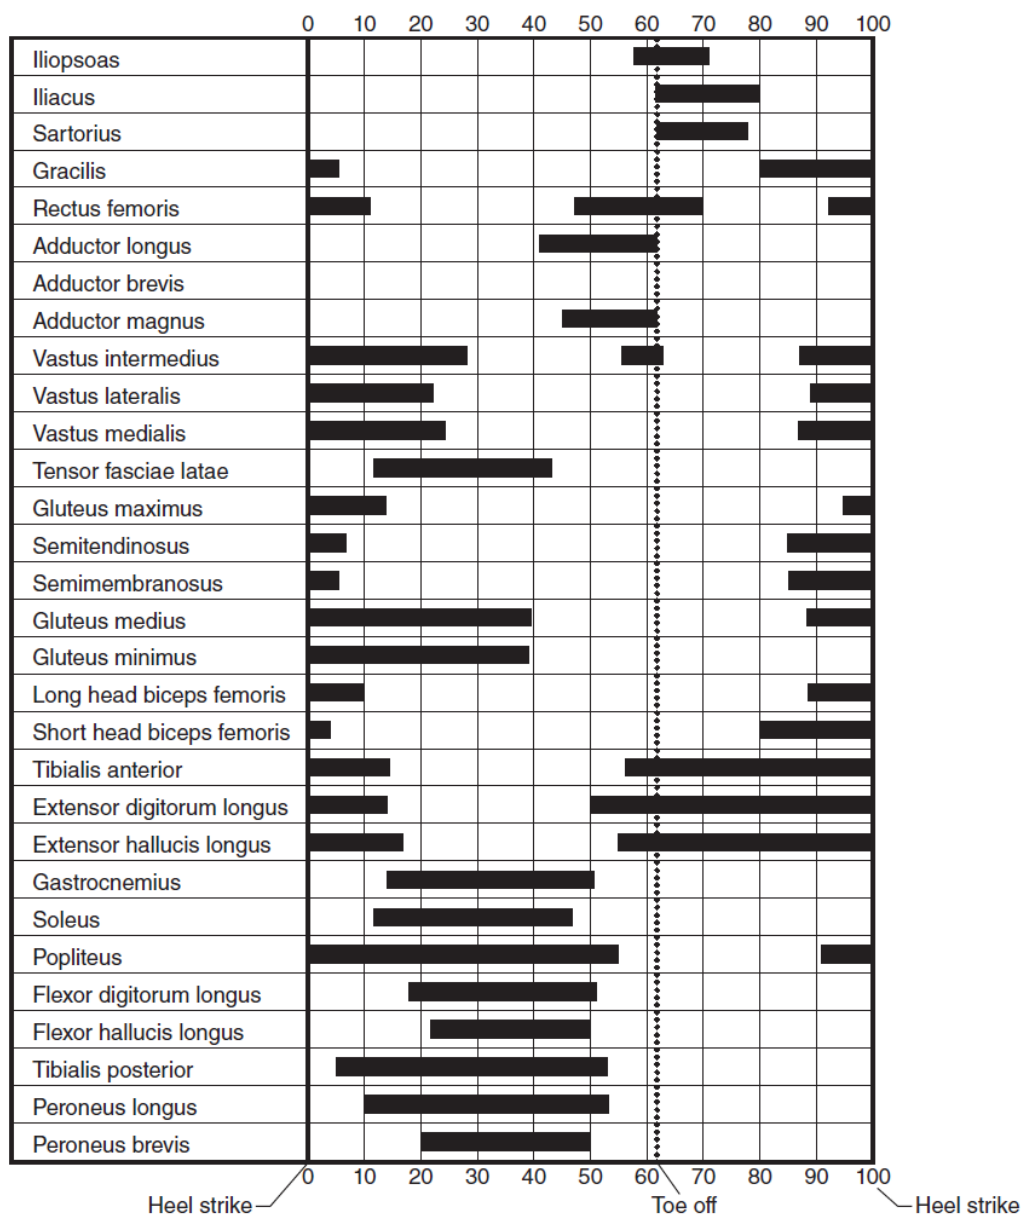 0 10 20 30 40 50 60 70 80 90 100
Iliopsoas
Iliacus
Sartorius
Gracilis
Rectus femoris
Adductor longus
Adductor brevis
Adductor magnus
Vastus intermedius
Vastus lateralis
Vastus medialis
Tensor fasciae latae
Gluteus maximus
Semitendinosus
Semimembranosus
Gluteus medius
Gluteus minimus
Long head biceps femoris
Short head biceps femoris
Tibialis anterior
Extensor digitorum longus
Extensor hallucis longus
Gastrocnemius
Soleus
Popliteus
Flexor digitorum longus
Flexor hallucis longus
Tibialis posterior
Peroneus longus
Peroneus brevis
0 10 20 30 40 50 60 70 80 90 100
Heel strike Toe off Heel strike